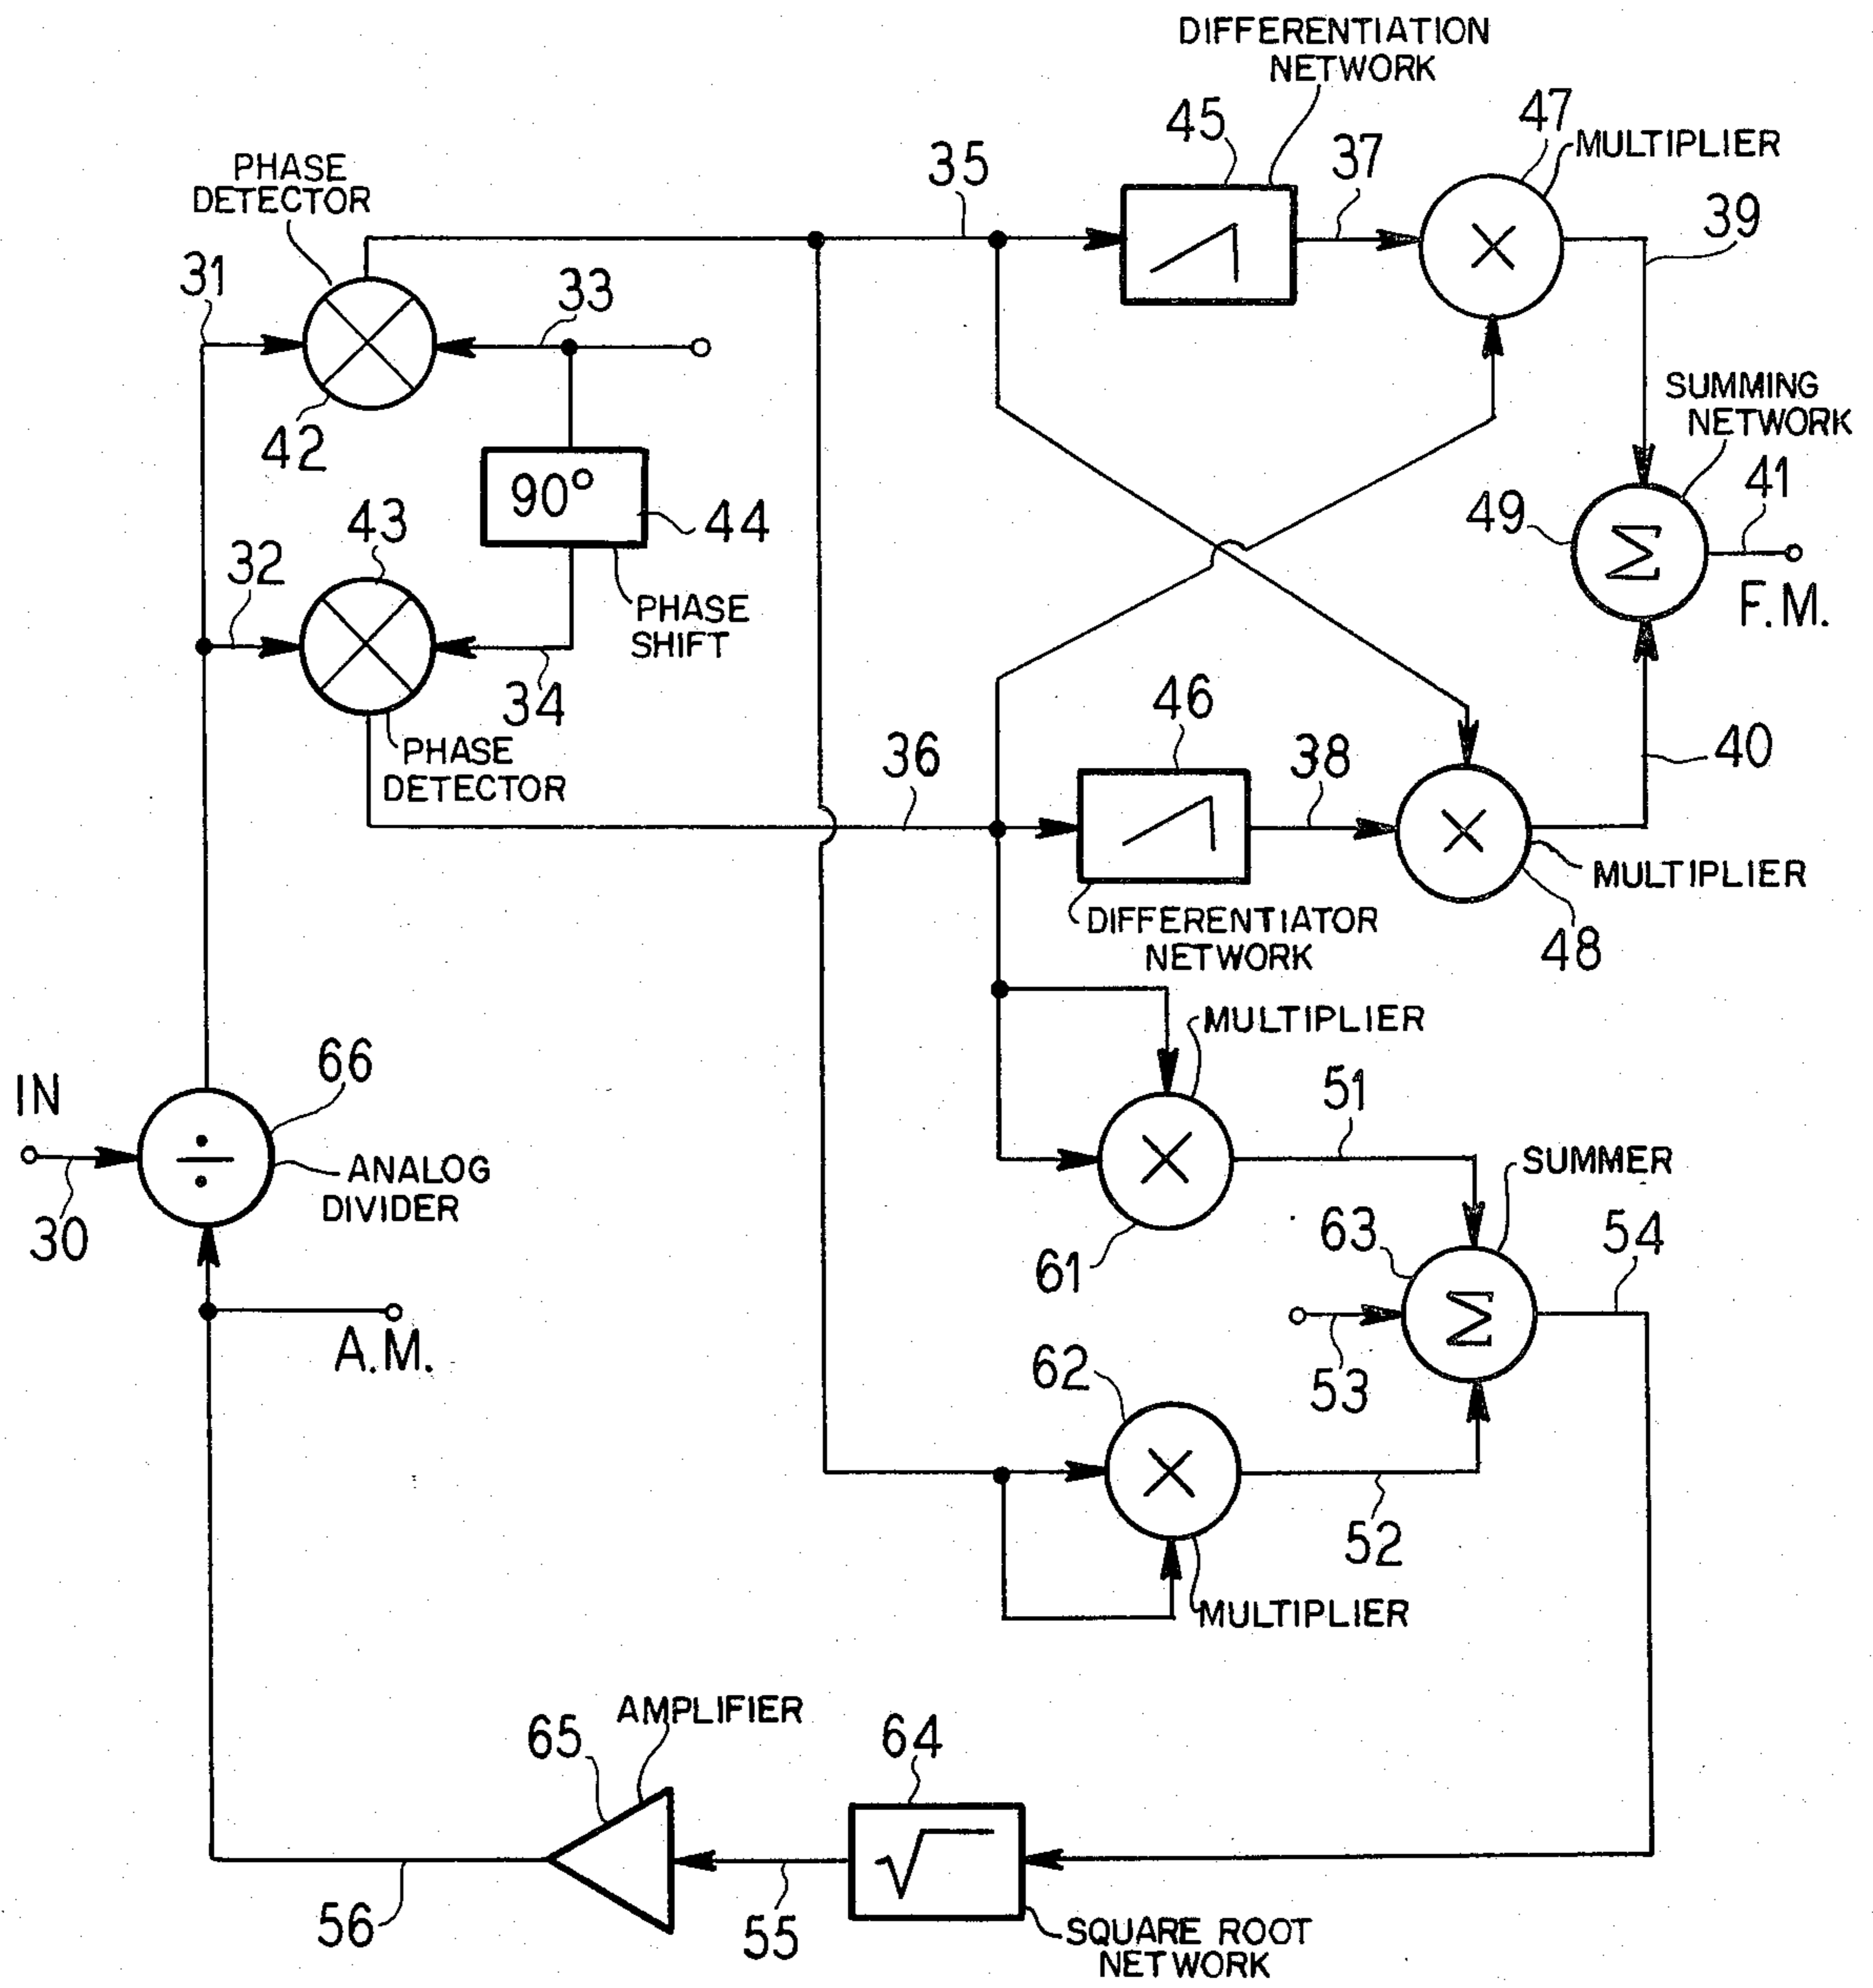 DIFFERENTIATION
NETWORK
45
47
MULTIPLIER
37
35
39
PHASE
DETECTOR
31
33
42
90°
44
SUMMING
NETWORK
49
Σ
41
F.M.
43
32
PHASE
SHIFT
34
PHASE
DETECTOR
46
36
38
40
MULTIPLIER
48
DIFFERENTIATOR
NETWORK
MULTIPLIER
66
IN
51
ANALOG
DIVIDER
30
SUMMER
61
63
54
Σ
A.M.
53
62
52
MULTIPLIER
AMPLIFIER
65
64
√
56
55
SQUARE ROOT
NETWORK